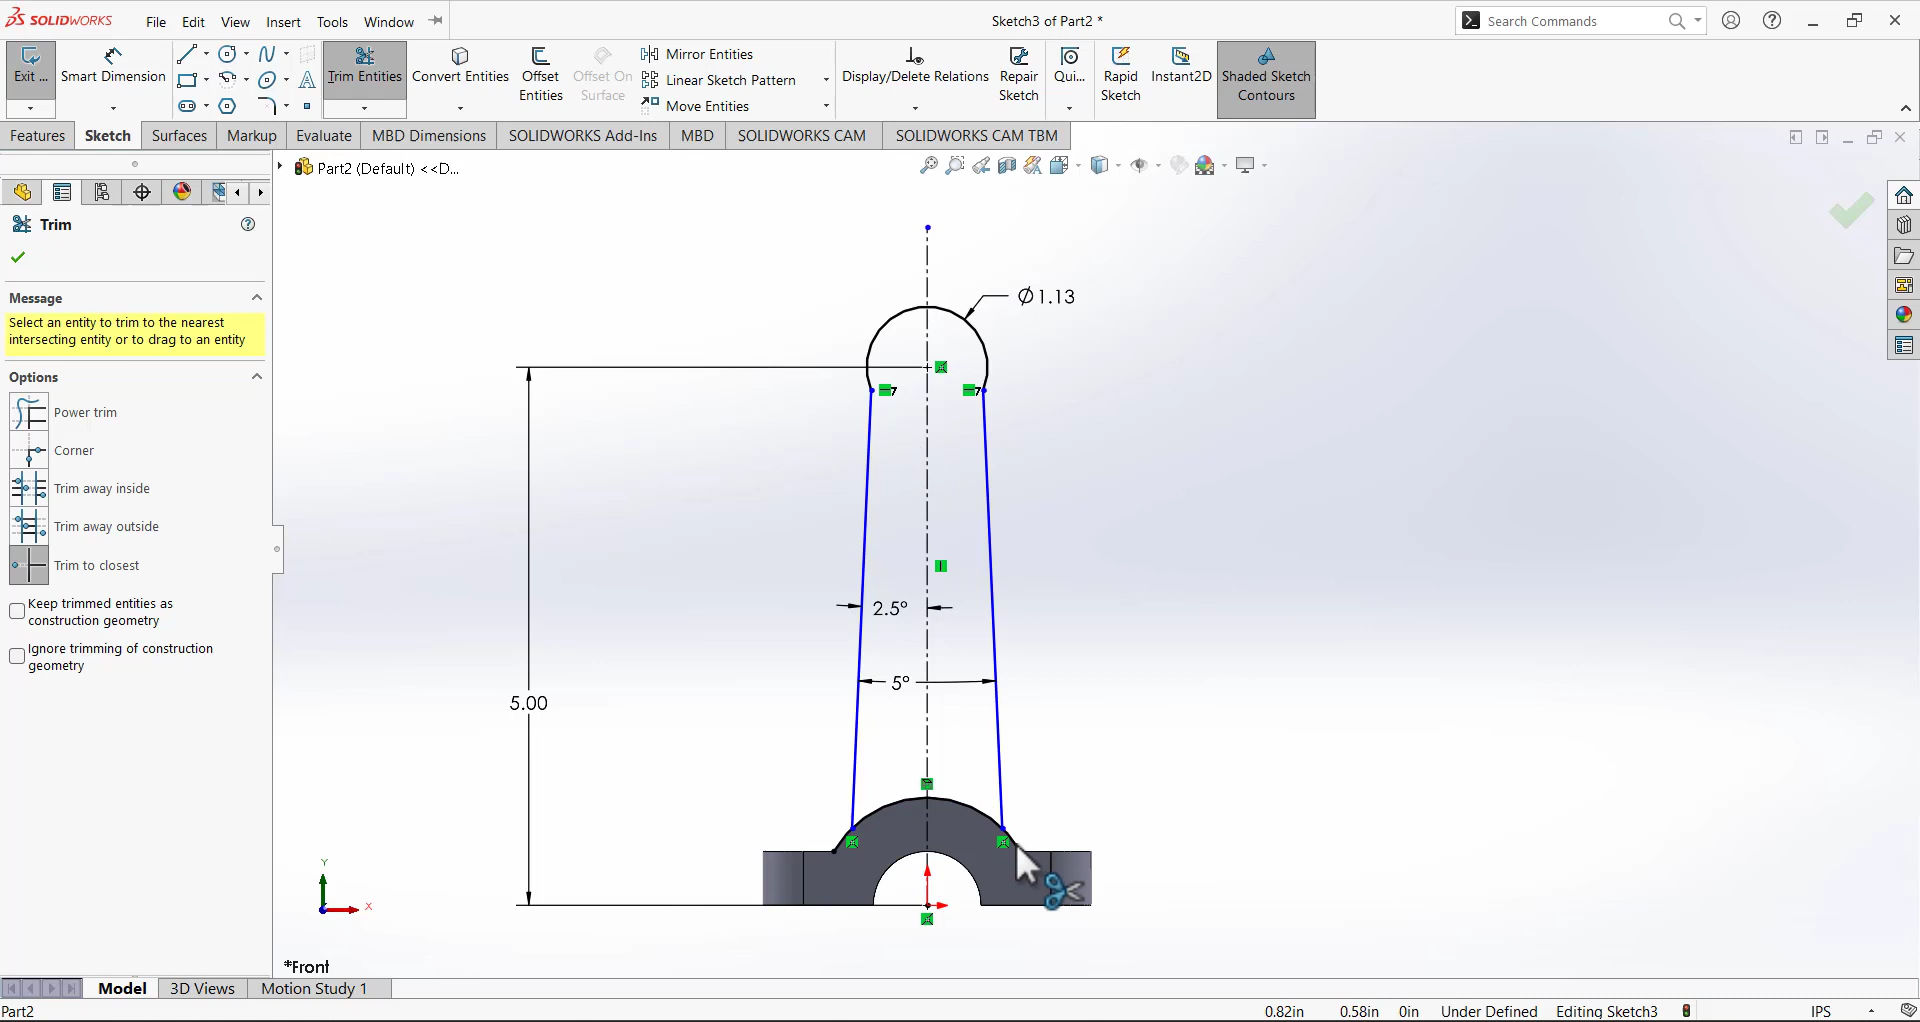 SOLIDWORKS
File Edit View Insert Tools Window
Sketch3 of Part2 *
Search Commands
Exit ...
Smart Dimension
Trim Entities
Convert Entities
Offset Entities
Offset On Surface
Mirror Entities
Linear Sketch Pattern
Move Entities
Display/Delete Relations
Repair Sketch
Qui...
Rapid Sketch
Instant2D
Shaded Sketch Contours
Features Sketch Surfaces Markup Evaluate MBD Dimensions SOLIDWORKS Add-Ins MBD SOLIDWORKS CAM SOLIDWORKS CAM TBM
Part2 (Default) <<D...
Trim
Message
Select an entity to trim to the nearest
intersecting entity or to drag to an entity
Options
Power trim
Corner
Trim away inside
Trim away outside
Trim to closest
Keep trimmed entities as
construction geometry
Ignore trimming of construction
geometry
Ø1.13
7 7
2.5°
5°
5.00
Y
X
*Front
Model 3D Views Motion Study 1
Part2 0.82in 0.58in 0in Under Defined Editing Sketch3 IPS